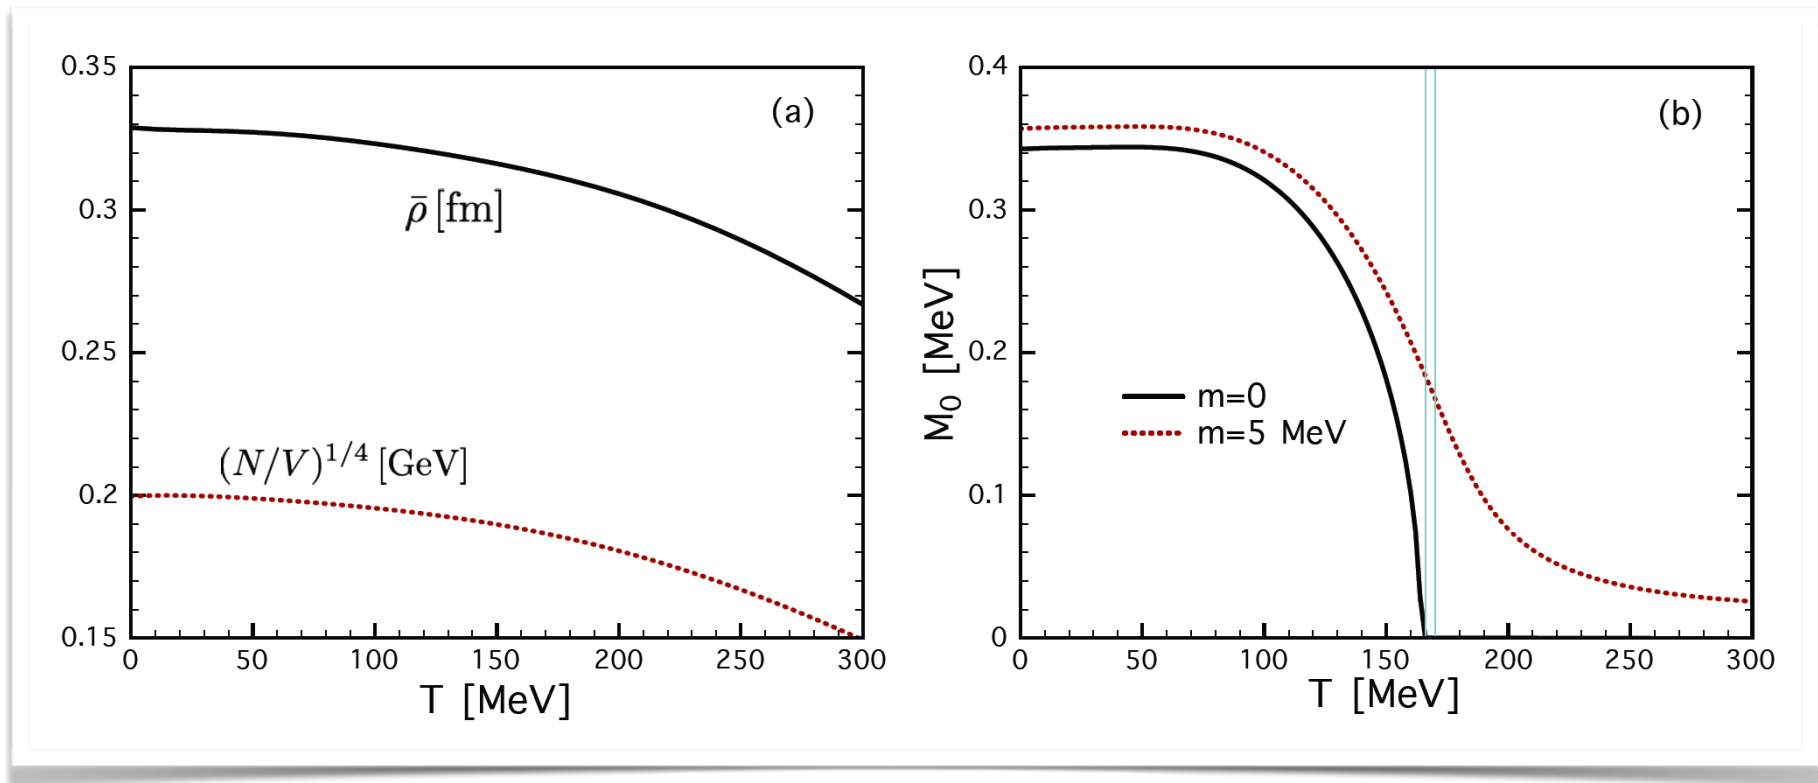 0.35
0.3
0.25
0.2
0.15
0 50 100 150 200 250 300
T [MeV]
(a)
ρ̄ [fm]
(N/V)^{1/4} [GeV]
0.4
0.3
0.2
0.1
0
M₀ [MeV]
0 50 100 150 200 250 300
T [MeV]
(b)
m=0
m=5 MeV